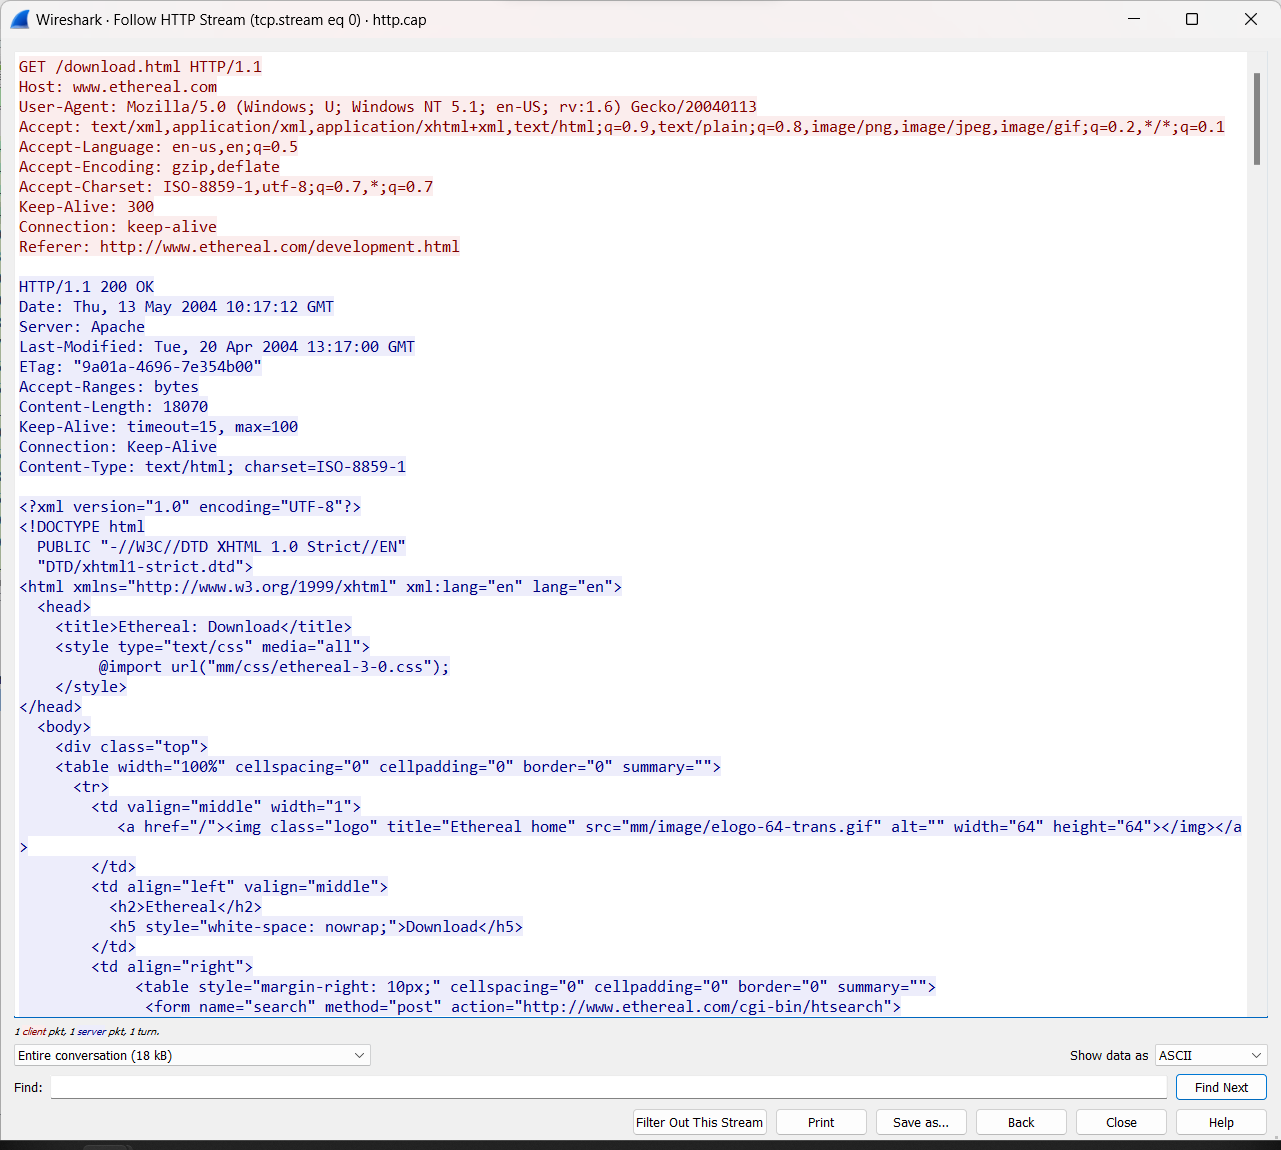 Wireshark · Follow HTTP Stream (tcp.stream eq 0) · http.cap
GET /download.html HTTP/1.1
Host: www.ethereal.com
User-Agent: Mozilla/5.0 (Windows; U; Windows NT 5.1; en-US; rv:1.6) Gecko/20040113
Accept: text/xml,application/xml,application/xhtml+xml,text/html;q=0.9,text/plain;q=0.8,image/png,image/jpeg,image/gif;q=0.2,*/*;q=0.1
Accept-Language: en-us,en;q=0.5
Accept-Encoding: gzip,deflate
Accept-Charset: ISO-8859-1,utf-8;q=0.7,*;q=0.7
Keep-Alive: 300
Connection: keep-alive
Referer: http://www.ethereal.com/development.html
HTTP/1.1 200 OK
Date: Thu, 13 May 2004 10:17:12 GMT
Server: Apache
Last-Modified: Tue, 20 Apr 2004 13:17:00 GMT
ETag: "9a01a-4696-7e354b00"
Accept-Ranges: bytes
Content-Length: 18070
Keep-Alive: timeout=15, max=100
Connection: Keep-Alive
Content-Type: text/html; charset=ISO-8859-1
<?xml version="1.0" encoding="UTF-8"?>
<!DOCTYPE html
PUBLIC "-//W3C//DTD XHTML 1.0 Strict//EN"
"DTD/xhtml1-strict.dtd">
<html xmlns="http://www.w3.org/1999/xhtml" xml:lang="en" lang="en">
<head>
<title>Ethereal: Download</title>
<style type="text/css" media="all">
@import url("mm/css/ethereal-3-0.css");
</style>
</head>
<body>
<div class="top">
<table width="100%" cellspacing="0" cellpadding="0" border="0" summary="">
<tr>
<td valign="middle" width="1">
<a href="/"><img class="logo" title="Ethereal home" src="mm/image/elogo-64-trans.gif" alt="" width="64" height="64"></img></a
>
</td>
<td align="left" valign="middle">
<h2>Ethereal</h2>
<h5 style="white-space: nowrap;">Download</h5>
</td>
<td align="right">
<table style="margin-right: 10px;" cellspacing="0" cellpadding="0" border="0" summary="">
<form name="search" method="post" action="http://www.ethereal.com/cgi-bin/htsearch">
1 client pkt, 1 server pkt, 1 turn.
Entire conversation (18 kB) Show data as ASCII
Find: Find Next
Filter Out This Stream Print Save as... Back Close Help